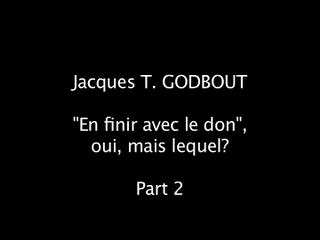 Jacques T. GODBOUT
"En finir avec le don",
oui, mais lequel?
Part 2